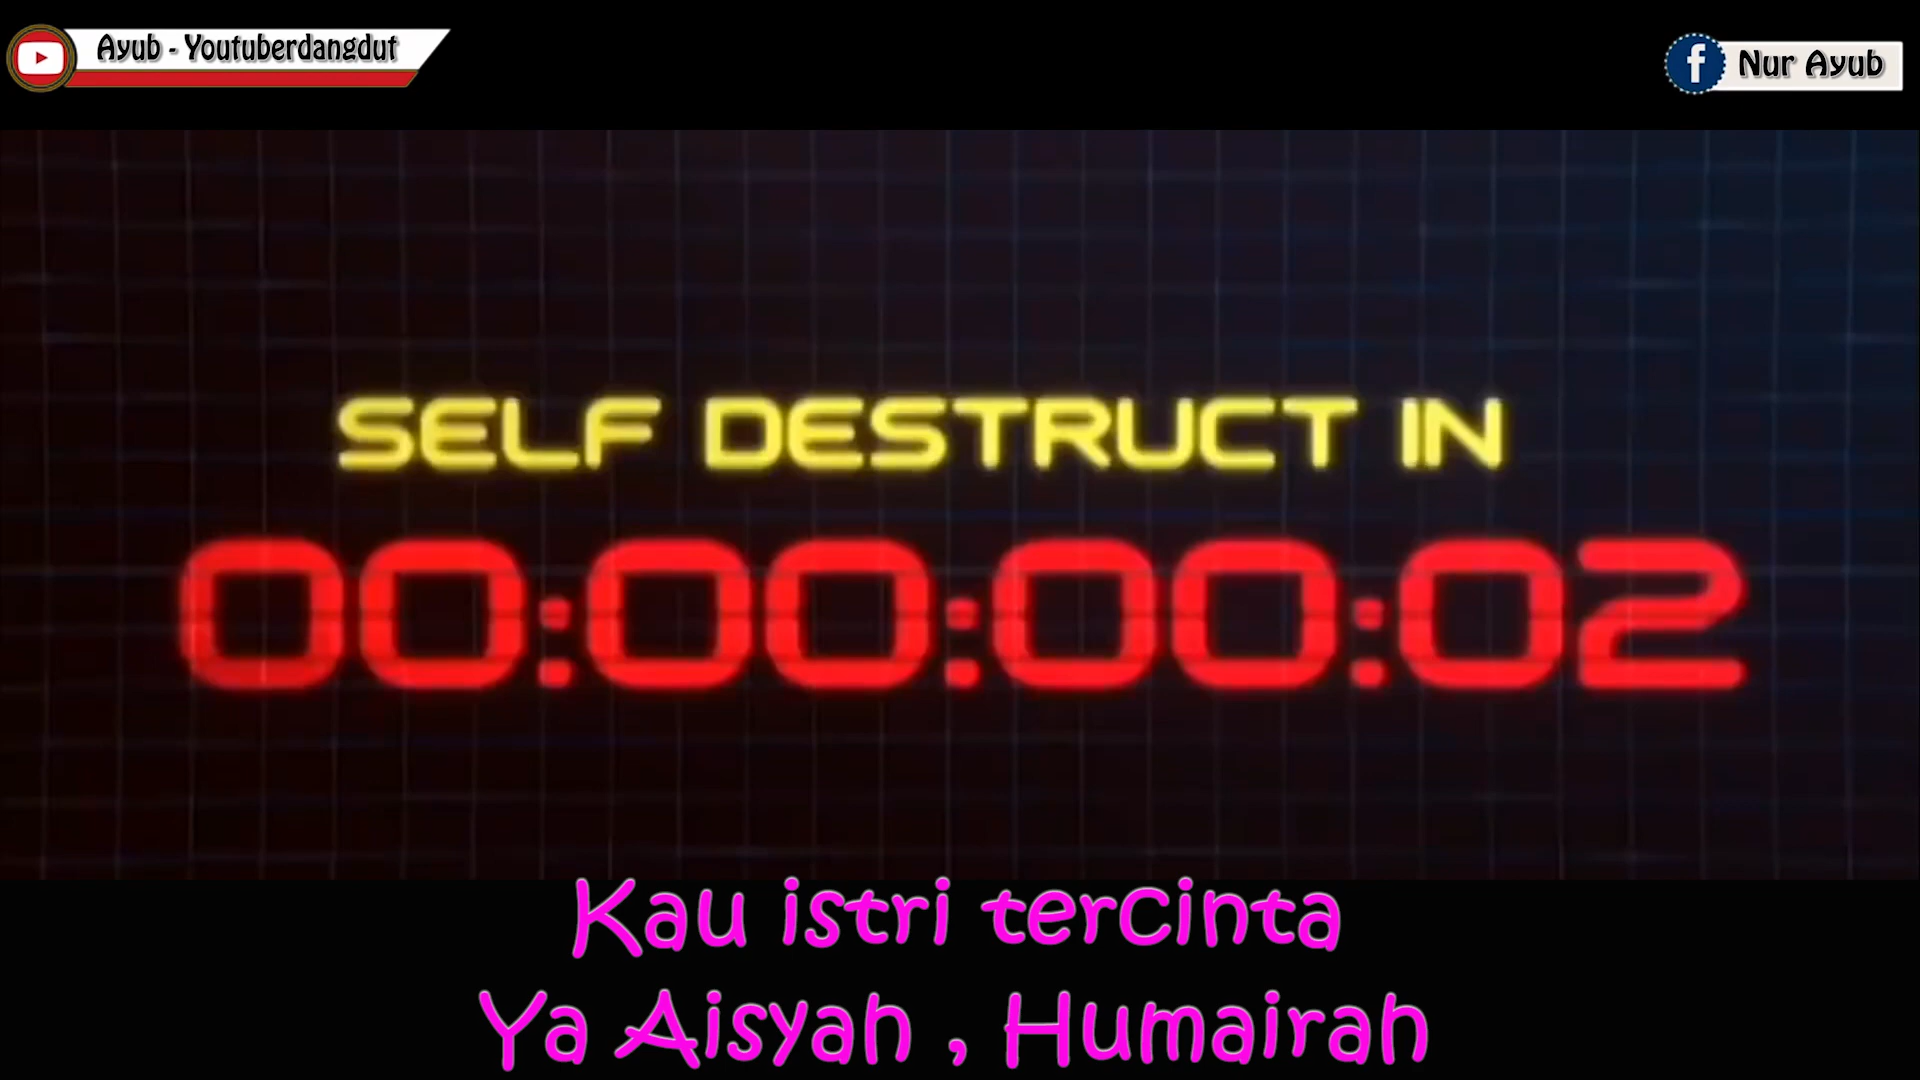 Ayub - Youtuberdangdut
Nur Ayub
SELF DESTRUCT IN
00:00:00:02
Kau istri tercinta
Ya Aisyah , Humairah